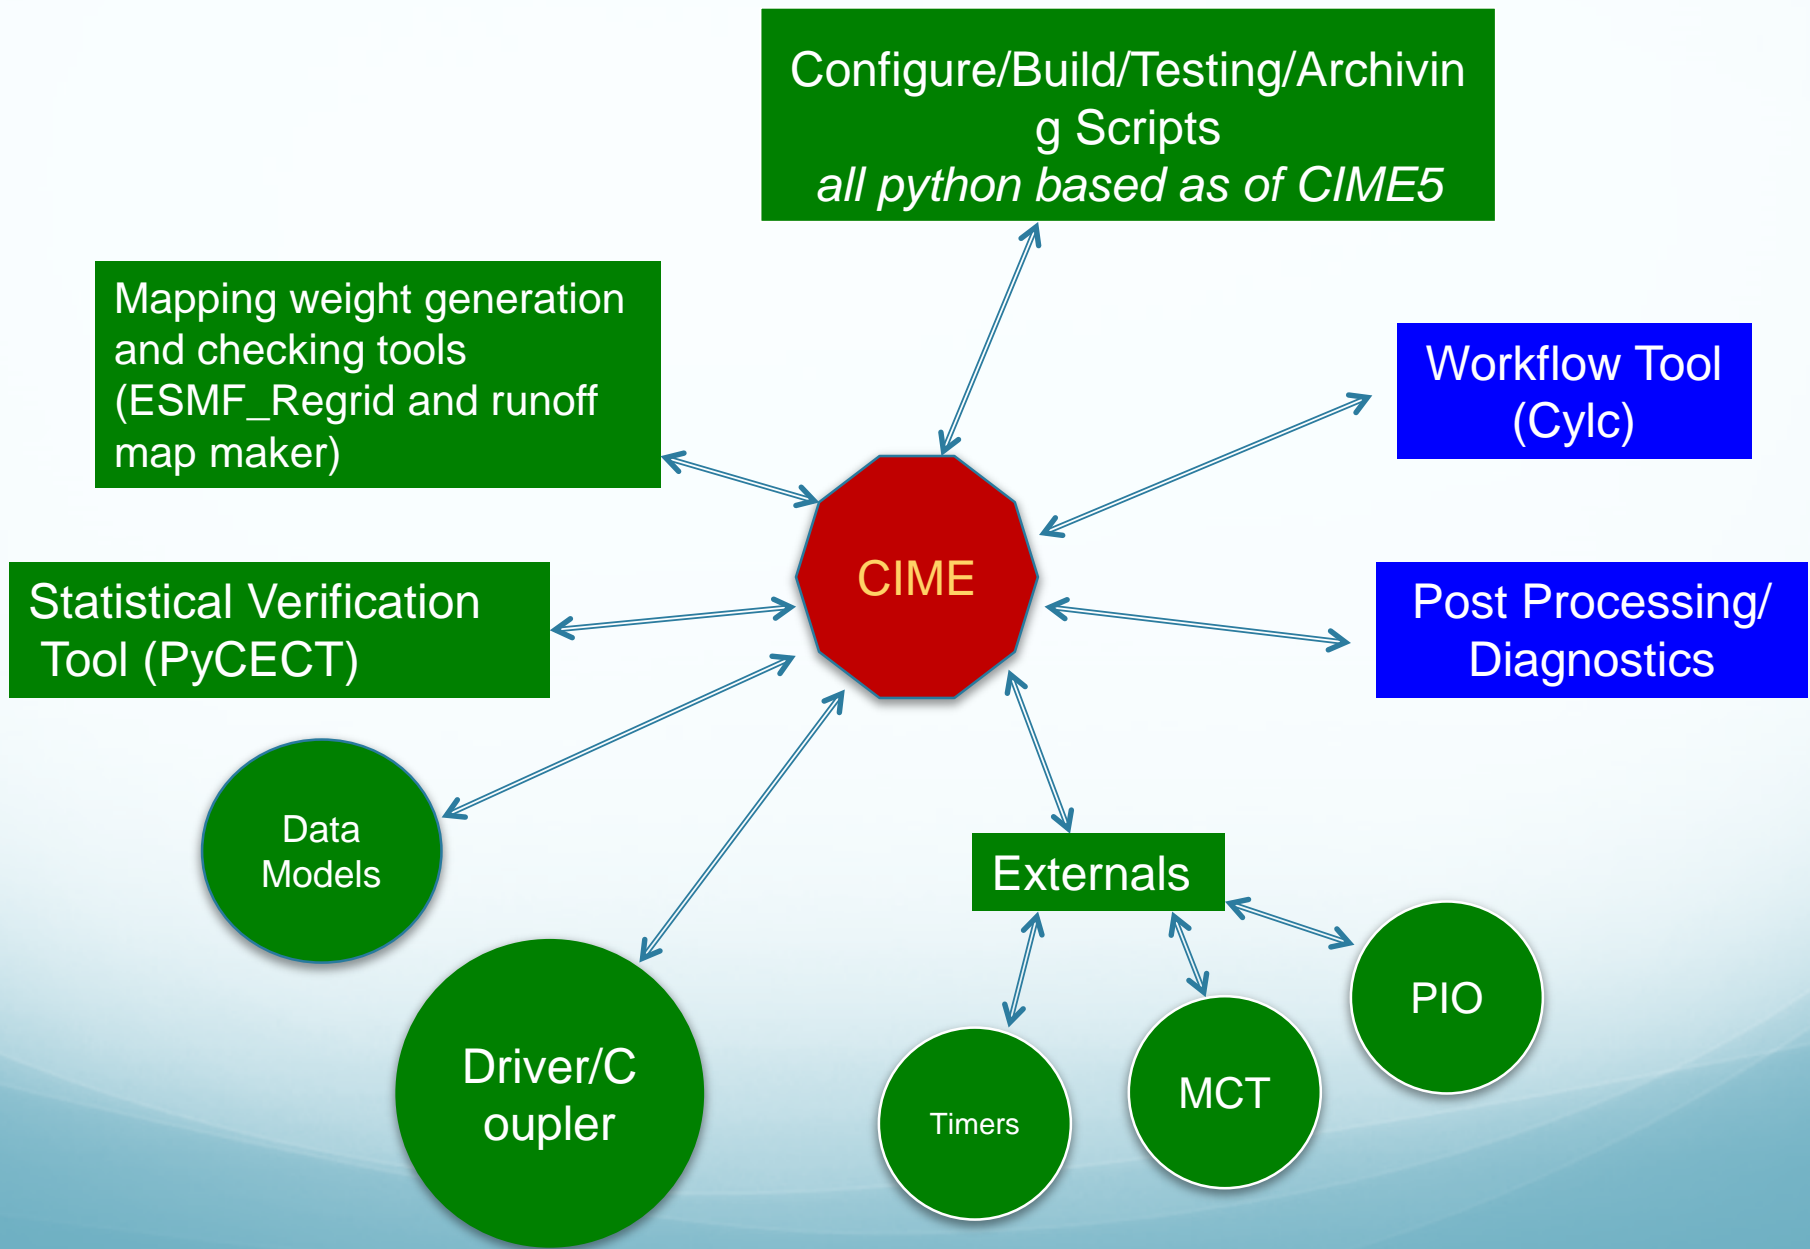 Configure/Build/Testing/Archivin
g Scripts
all python based as of CIME5
Mapping weight generation
and checking tools
(ESMF_Regrid and runoff
map maker)
Workflow Tool
(Cylc)
CIME
Statistical Verification
Tool (PyCECT)
Post Processing/
Diagnostics
Data
Models
Externals
PIO
Driver/C
oupler
MCT
Timers